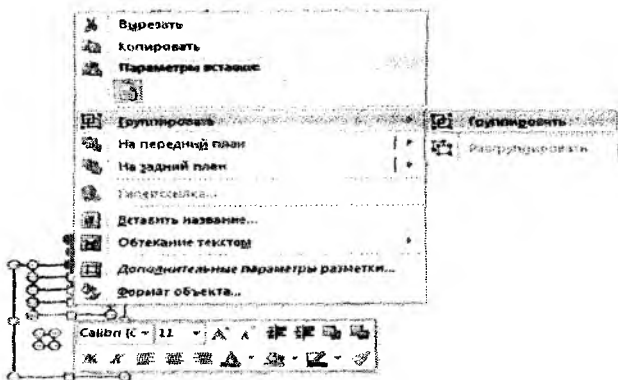 Вырезать
Копировать
Параметры вставки:
Группировать
Группировать
На передний план
Разгруппировать
На задний план
Гиперссылка...
Вставить название...
Обтекание текстом
Дополнительные параметры разметки...
Формат объекта...
Calibri (С 11 A A
Ж К A